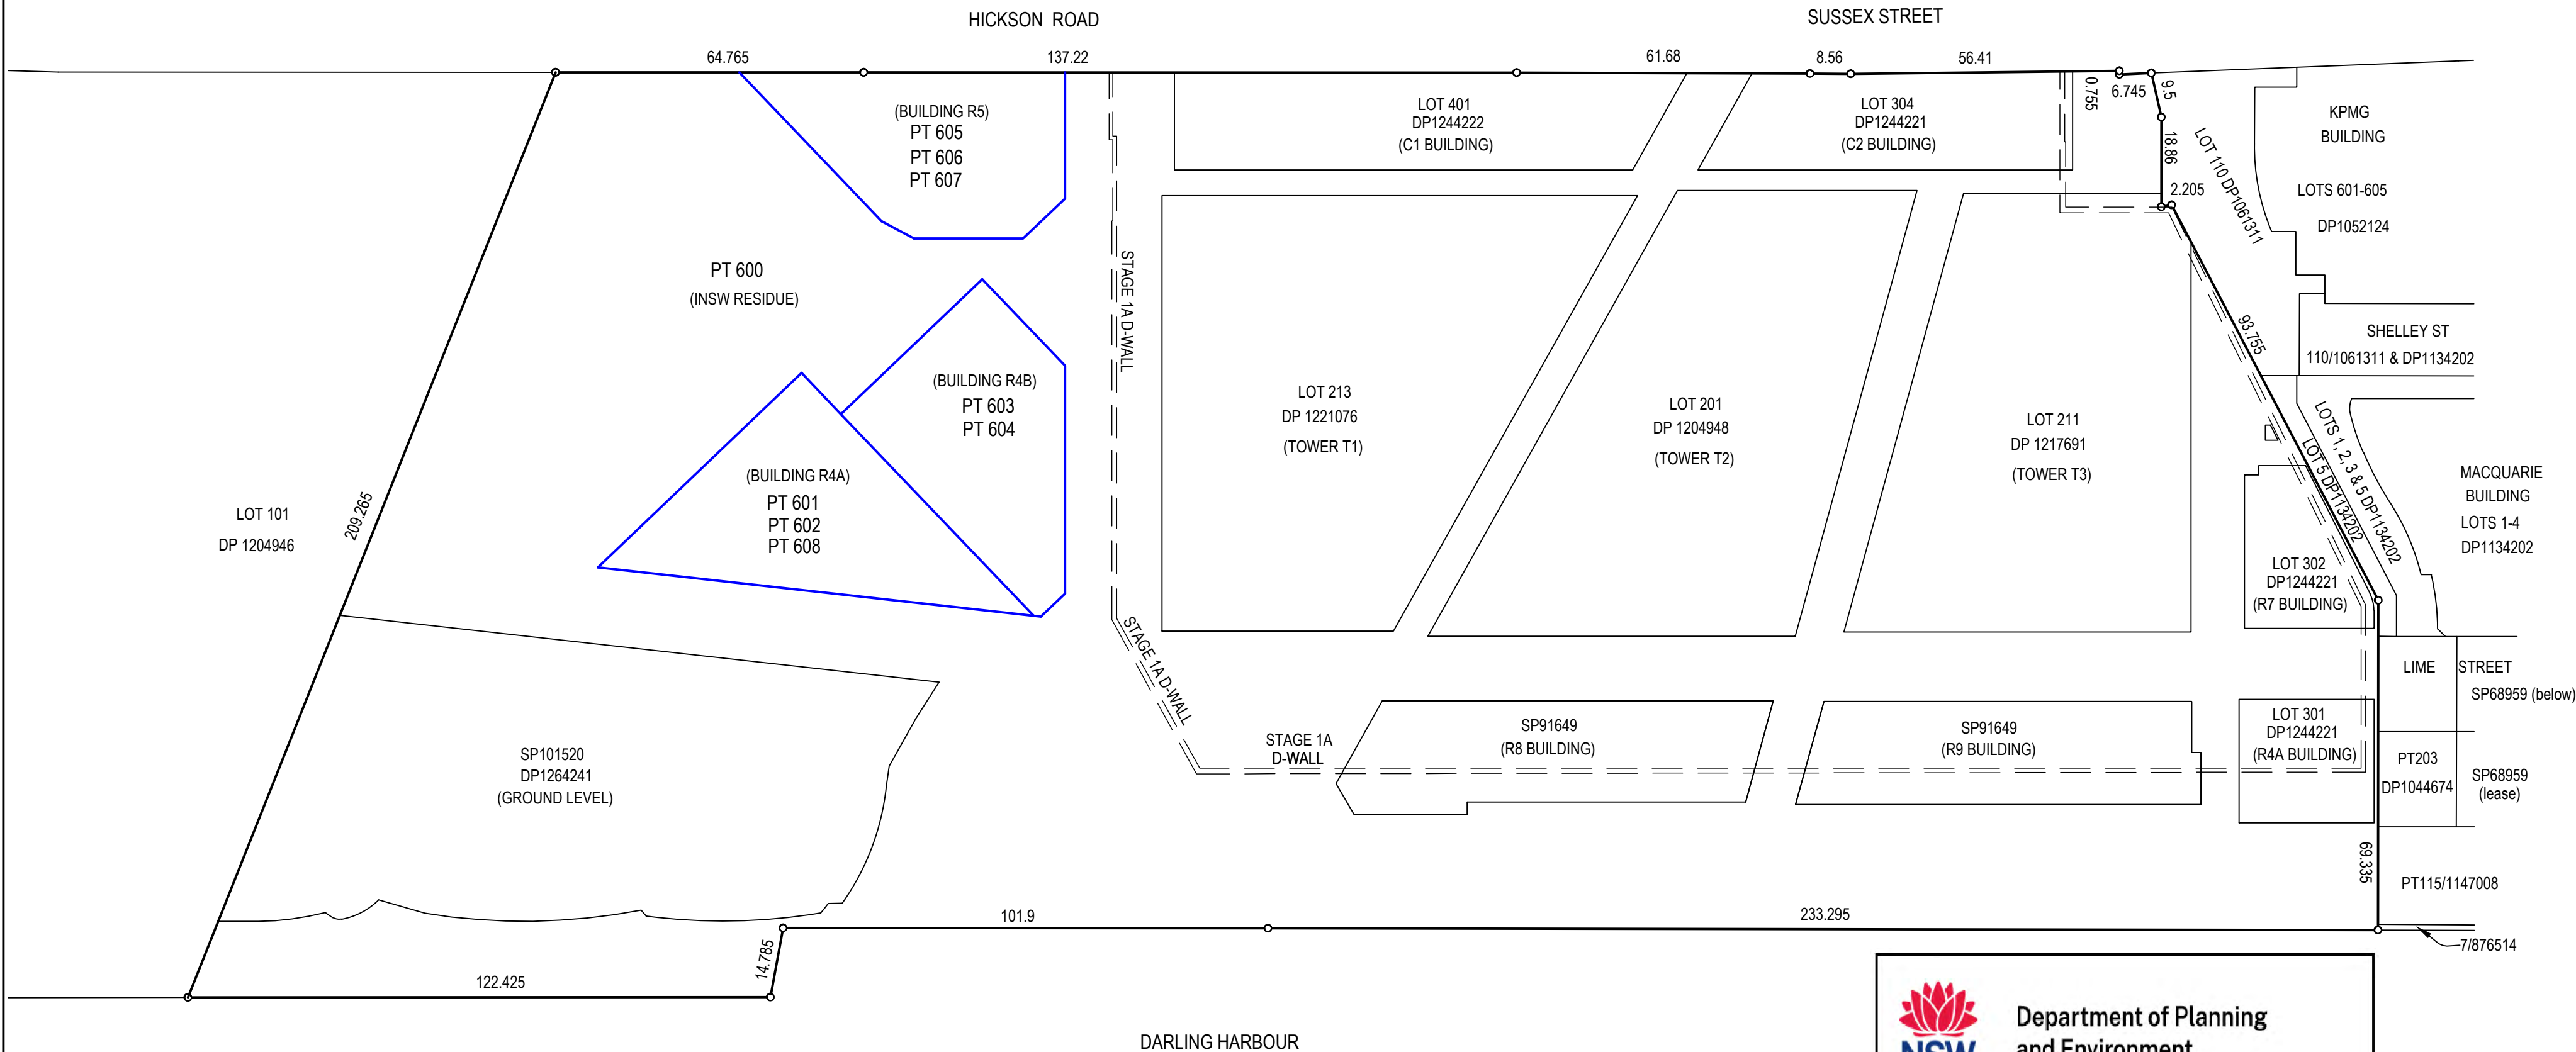 HICKSON ROAD
SUSSEX STREET
64.765
137.22
61.68
8.56
56.41
0.755
6.745
9.5
18.86
2.205
LOT 110 DP1061311
KPMG
BUILDING
LOTS 601-605
DP1052124
(BUILDING R5)
PT 605
PT 606
PT 607
LOT 401
DP1244222
(C1 BUILDING)
LOT 304
DP1244221
(C2 BUILDING)
PT 600
(INSW RESIDUE)
STAGE 1A D-WALL
93.755
SHELLEY ST
110/1061311 & DP1134202
(BUILDING R4B)
PT 603
PT 604
LOT 213
DP 1221076
(TOWER T1)
LOT 201
DP 1204948
(TOWER T2)
LOT 211
DP 1217691
(TOWER T3)
LOTS 1, 2, 3 & 5 DP1134202
LOT 5 DP1134202
MACQUARIE
BUILDING
LOTS 1-4
DP1134202
(BUILDING R4A)
PT 601
PT 602
PT 608
LOT 101
DP 1204946
209.265
LOT 302
DP1244221
(R7 BUILDING)
STAGE 1A D-WALL
LIME STREET
SP68959 (below)
STAGE 1A
D-WALL
SP91649
(R8 BUILDING)
SP91649
(R9 BUILDING)
LOT 301
DP1244221
(R4A BUILDING)
PT203
DP1044674
SP68959
(lease)
SP101520
DP1264241
(GROUND LEVEL)
69.335
PT115/1147008
101.9
233.295
14.785
7/876514
122.425
DARLING HARBOUR
NSW
Department of Planning
and Environment